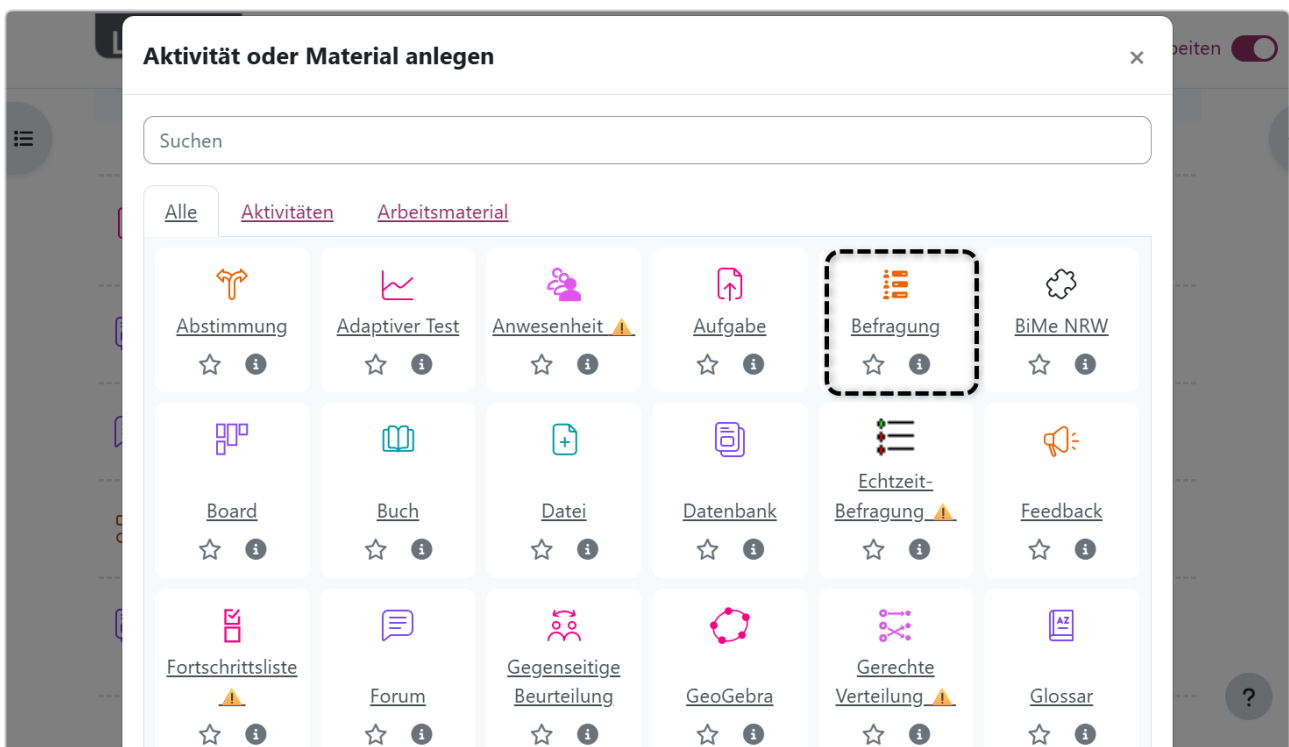 L
Aktivität oder Material anlegen
×
beiten
Suchen
Alle Aktivitäten Arbeitsmaterial
Abstimmung
Adaptiver Test
Anwesenheit
Aufgabe
Befragung
BiMe NRW
Board
Buch
Datei
Datenbank
Echtzeit-
Befragung
Feedback
Fortschrittsliste
Forum
Gegenseitige
Beurteilung
GeoGebra
Gerechte
Verteilung
Glossar
?